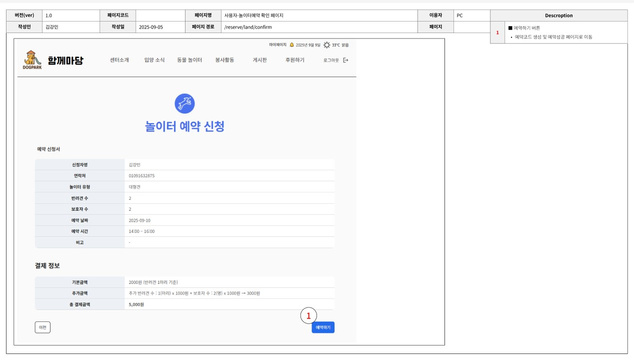 버전(ver) 1.0 페이지코드 페이지명 사용자-놀이터예약 확인 페이지 이용자 PC Description
작성인 김강민 작성일 2025-09-05 페이지 경로 /reserve/land/confirm 페이지
1 ■ 예약하기 버튼
• 예약코드 생성 및 예약성공 페이지로 이동
마이페이지 2025년 9월 9일 33°C 맑음
DOGPARK 함께마당 센터소개 입양 소식 동물 놀이터 봉사활동 게시판 후원하기 로그아웃
놀이터 예약 신청
예약 신청서
신청자명 김강민
연락처 01091532875
놀이터 유형 대형견
반려견 수 2
보호자 수 2
예약 날짜 2025-09-10
예약 시간 14:00 ~ 16:00
비고 -
결제 정보
기본금액 2000원 (반려견 1마리 기준)
추가금액 추가 반려견 수 : 1(마리) x 1000원 + 보호자 수 : 2(명) x 1000원 → 3000원
총 결제금액 5,000원
1
이전 예약하기